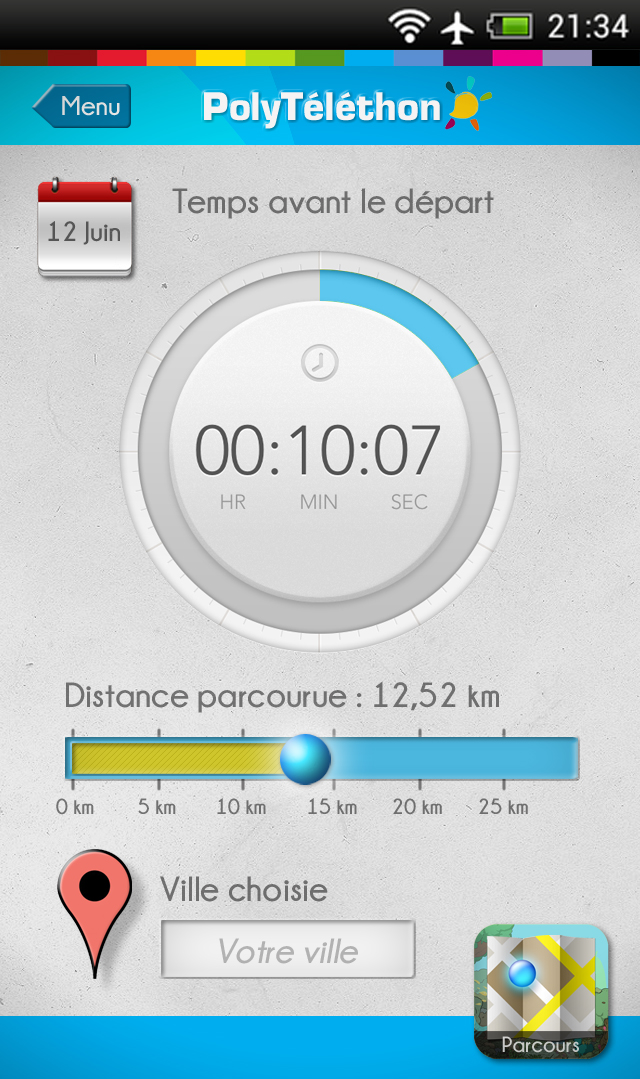 21:34
Menu
PolyTéléthon
12 Juin
Temps avant le départ
00:10:07
HR MIN SEC
Distance parcourue : 12,52 km
0 km 5 km 10 km 15 km 20 km 25 km
Ville choisie
Votre ville
Parcours